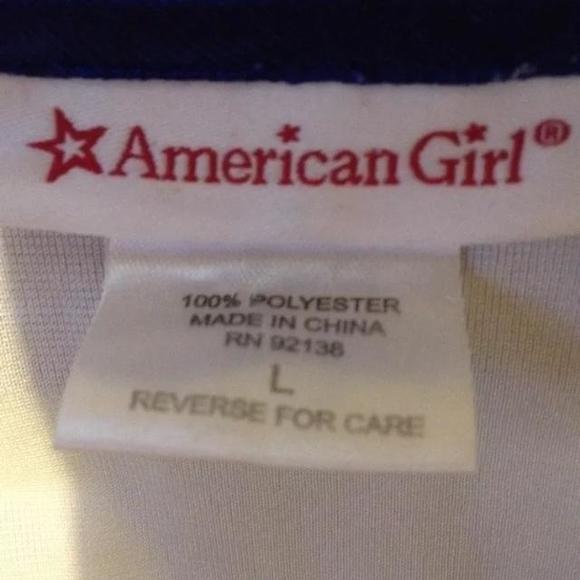 American Girl®
100% POLYESTER
MADE IN CHINA
RN 92138
L
REVERSE FOR CARE